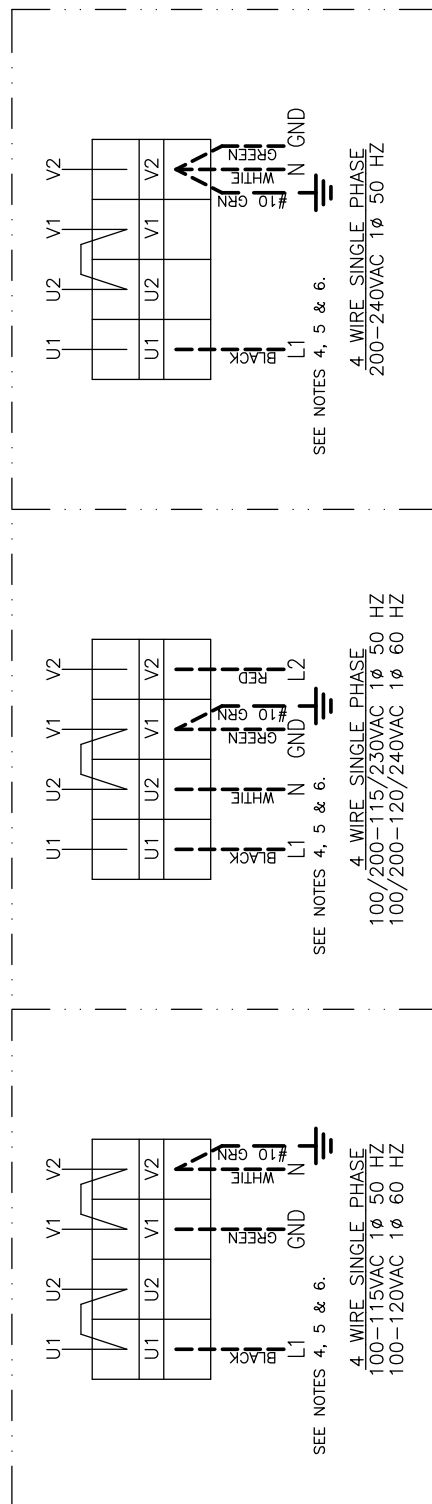 U1 U2 V1 V2
U1 U2 V1 V2
BLACK GREEN WHTIE #10 GRN
L1 GND N
SEE NOTES 4, 5 & 6.
4 WIRE SINGLE PHASE
100-115VAC 1ø 50 HZ
100-120VAC 1ø 60 HZ
U1 U2 V1 V2
U1 U2 V1 V2
BLACK WHTIE GREEN #10 GRN RED
L1 N GND L2
SEE NOTES 4, 5 & 6.
4 WIRE SINGLE PHASE
100/200-115/230VAC 1ø 50 HZ
100/200-120/240VAC 1ø 60 HZ
U1 U2 V1 V2
U1 U2 V1 V2
BLACK #10 GRN WHTIE GREEN
L1 N GND
SEE NOTES 4, 5 & 6.
4 WIRE SINGLE PHASE
200-240VAC 1ø 50 HZ